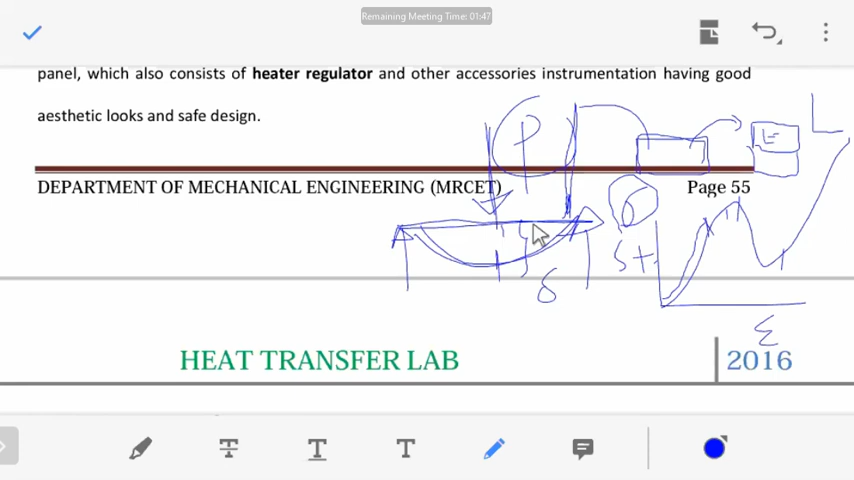 Remaining Meeting Time: 01:47
panel, which also consists of heater regulator and other accessories instrumentation having good
aesthetic looks and safe design.
P
DEPARTMENT OF MECHANICAL ENGINEERING (MRCET) Page 55
σ
δ
St
ε
HEAT TRANSFER LAB 2016
T T T